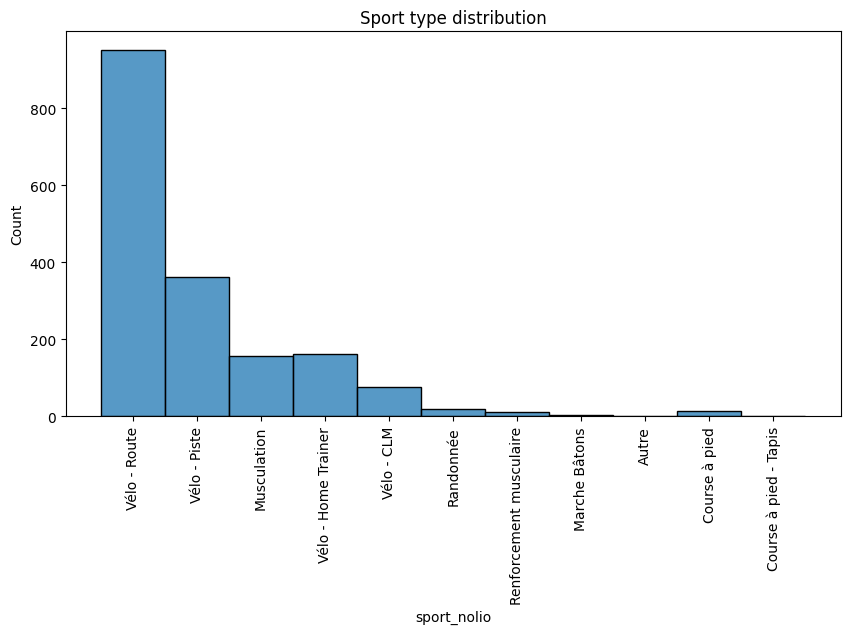 Sport type distribution
Count
800
600
400
200
0
Vélo - Route
Vélo - Piste
Musculation
Vélo - Home Trainer
Vélo - CLM
Randonnée
Renforcement musculaire
Marche Bâtons
Autre
Course à pied
Course à pied - Tapis
sport_nolio